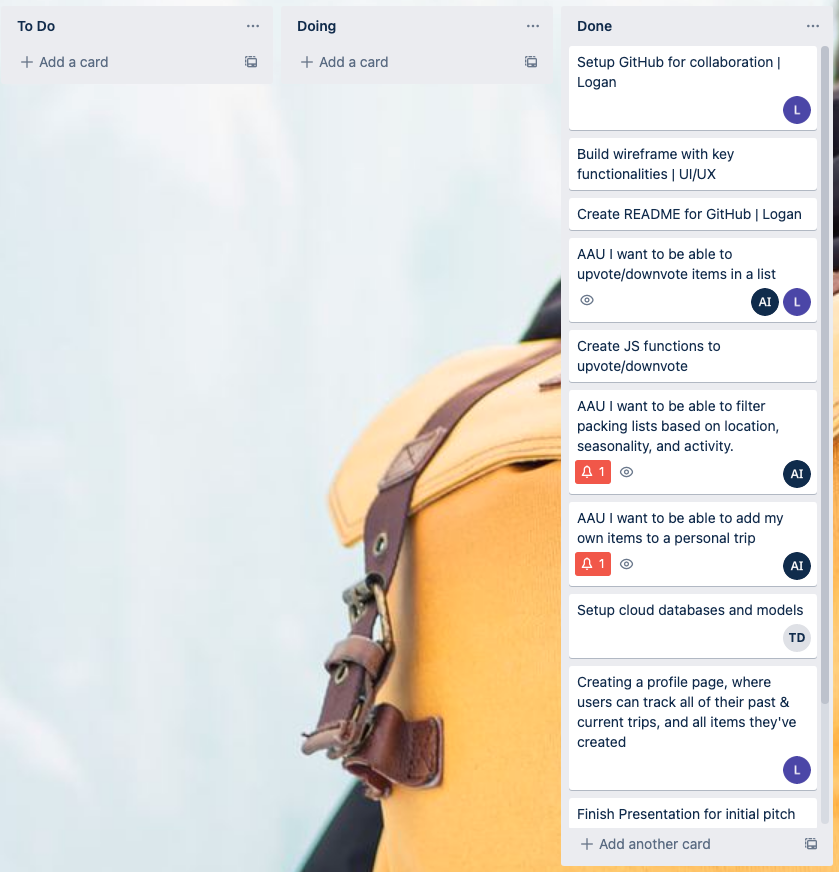 To Do
Add a card
Doing
Add a card
Done
Setup GitHub for collaboration |
Logan
L
Build wireframe with key
functionalities | UI/UX
Create README for GitHub | Logan
AAU I want to be able to
upvote/downvote items in a list
AI L
Create JS functions to
upvote/downvote
AAU I want to be able to filter
packing lists based on location,
seasonality, and activity.
1
AI
AAU I want to be able to add my
own items to a personal trip
1
AI
Setup cloud databases and models
TD
Creating a profile page, where
users can track all of their past &
current trips, and all items they've
created
L
Finish Presentation for initial pitch
Add another card